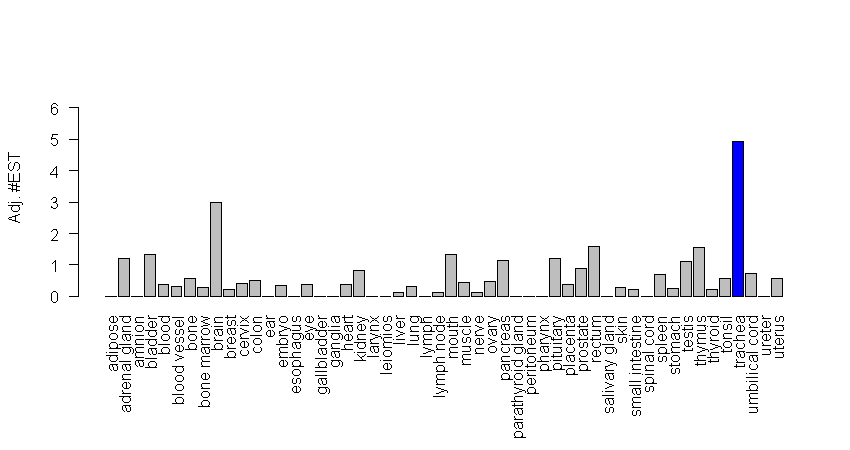 Adj. #EST
6
5
4
3
2
1
0
adipose
adrenal gland
amnion
bladder
blood
blood vessel
bone
bone marrow
brain
breast
cervix
colon
ear
embryo
esophagus
eye
gallbladder
ganglia
heart
kidney
larynx
leiomios
liver
lung
lymph
lymph node
mouth
muscle
nerve
ovary
pancreas
parathyroid gland
peritoneum
pharynx
pituitary
placenta
prostate
rectum
salivary gland
skin
small intestine
spinal cord
spleen
stomach
testis
thymus
thyroid
tonsil
trachea
umbilical cord
ureter
uterus